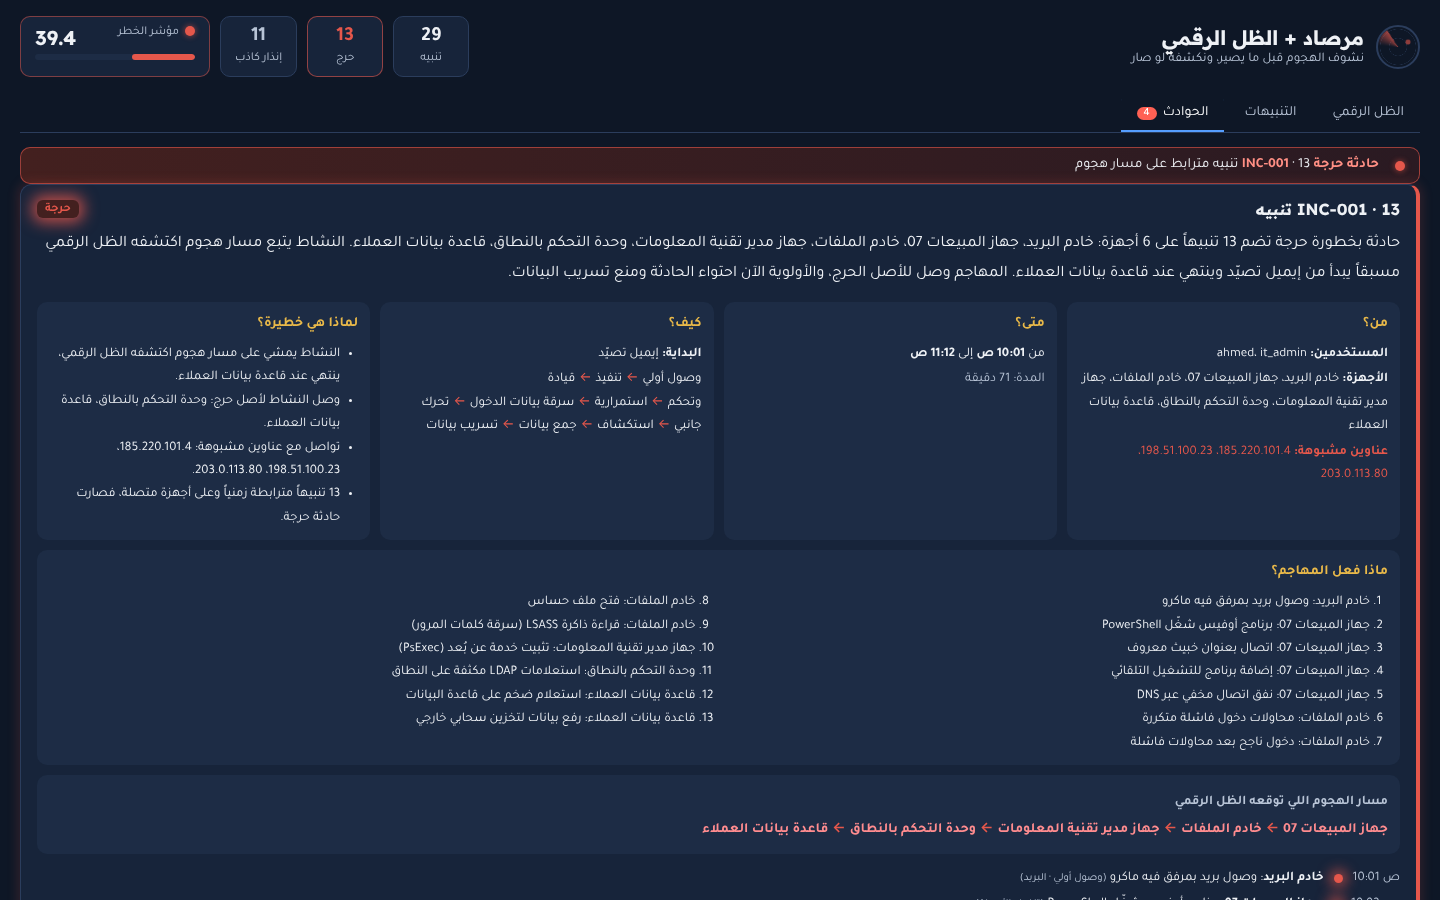 مرصاد + الظل الرقمي
نشوف الهجوم قبل ما يصير، ونكشفه لو صار
29
تنبيه
13
حرج
11
إنذار كاذب
مؤشر الخطر
39.4
الظل الرقمي
التنبيهات
الحوادث 4
حادثة حرجة INC-001 · 13 تنبيه مترابط على مسار هجوم
INC-001 · 13 تنبيه
حرجة
حادثة بخطورة حرجة تضم 13 تنبيهاً على 6 أجهزة: خادم البريد، جهاز المبيعات 07، خادم الملفات، جهاز مدير تقنية المعلومات، وحدة التحكم بالنطاق، قاعدة بيانات العملاء. النشاط يتبع مسار هجوم اكتشفه الظل الرقمي
مسبقاً يبدأ من إيميل تصيّد وينتهي عند قاعدة بيانات العملاء. المهاجم وصل للأصل الحرج، والأولوية الآن احتواء الحادثة ومنع تسريب البيانات.
من؟
المستخدمين: ahmed، it_admin
الأجهزة: خادم البريد، جهاز المبيعات 07، خادم الملفات، جهاز
مدير تقنية المعلومات، وحدة التحكم بالنطاق، قاعدة بيانات
العملاء
عناوين مشبوهة: 185.220.101.4، 198.51.100.23،
203.0.113.80
متى؟
من 10:01 ص إلى 11:12 ص
المدة: 71 دقيقة
كيف؟
البداية: إيميل تصيّد
وصول أولي ← تنفيذ ← قيادة
وتحكم ← استمرارية ← سرقة بيانات الدخول ← تحرك
جانبي ← استكشاف ← جمع بيانات ← تسريب بيانات
لماذا هي خطيرة؟
• النشاط يمشي على مسار هجوم اكتشفه الظل الرقمي،
ينتهي عند قاعدة بيانات العملاء.
• وصل النشاط لأصل حرج: وحدة التحكم بالنطاق، قاعدة
بيانات العملاء.
• تواصل مع عناوين مشبوهة: 185.220.101.4،
198.51.100.23، 203.0.113.80.
• 13 تنبيهاً مترابطة زمنياً وعلى أجهزة متصلة، فصارت
حادثة حرجة.
ماذا فعل المهاجم؟
1. خادم البريد: وصول بريد بمرفق فيه ماكرو
2. جهاز المبيعات 07: برنامج أوفيس شغّل PowerShell
3. جهاز المبيعات 07: اتصال بعنوان خبيث معروف
4. جهاز المبيعات 07: إضافة برنامج للتشغيل التلقائي
5. جهاز المبيعات 07: نفق اتصال مخفي عبر DNS
6. خادم الملفات: محاولات دخول فاشلة متكررة
7. خادم الملفات: دخول ناجح بعد محاولات فاشلة
8. خادم الملفات: فتح ملف حساس
9. خادم الملفات: قراءة ذاكرة LSASS (سرقة كلمات المرور)
10. جهاز مدير تقنية المعلومات: تثبيت خدمة عن بُعد (PsExec)
11. وحدة التحكم بالنطاق: استعلامات LDAP مكثفة على النطاق
12. قاعدة بيانات العملاء: استعلام ضخم على قاعدة البيانات
13. قاعدة بيانات العملاء: رفع بيانات لتخزين سحابي خارجي
مسار الهجوم اللي توقعه الظل الرقمي
جهاز المبيعات 07 ← خادم الملفات ← جهاز مدير تقنية المعلومات ← وحدة التحكم بالنطاق ← قاعدة بيانات العملاء
10:01 ص خادم البريد: وصول بريد بمرفق فيه ماكرو (وصول أولي · البريد)